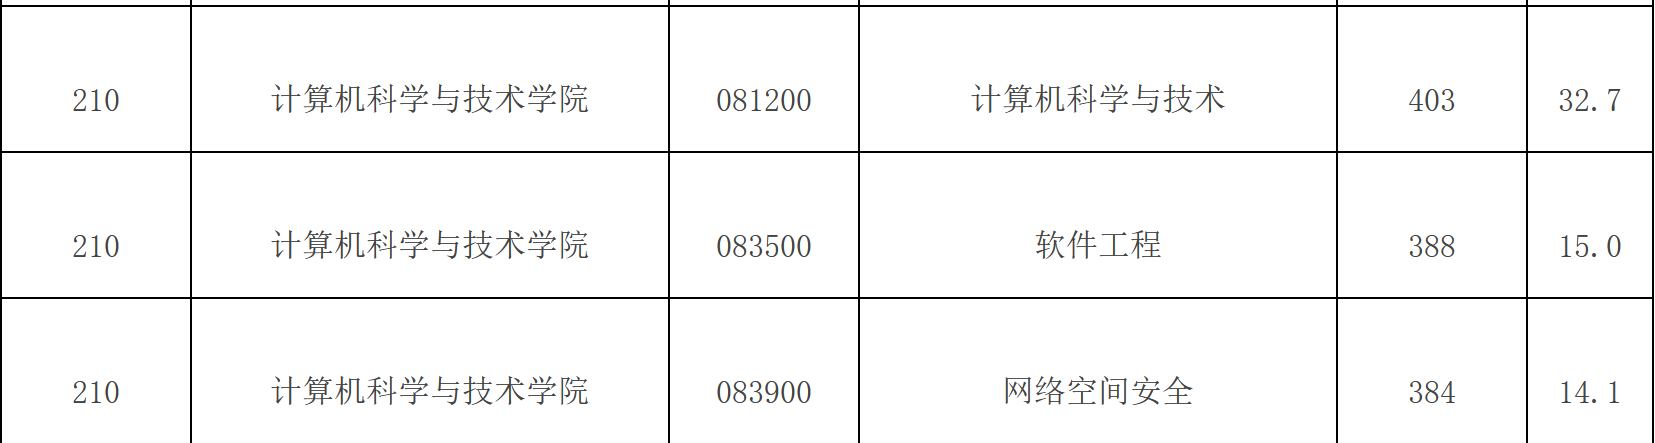 210 计算机科学与技术学院 081200 计算机科学与技术 403 32.7
210 计算机科学与技术学院 083500 软件工程 388 15.0
210 计算机科学与技术学院 083900 网络空间安全 384 14.1